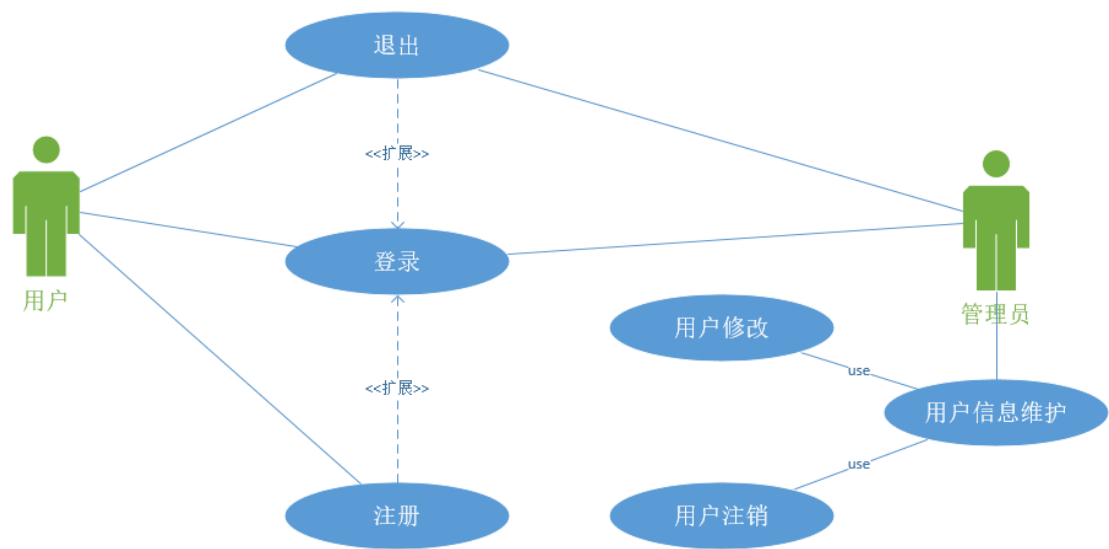 退出
<<扩展>>
登录
用户
管理员
用户修改
use
<<扩展>>
用户信息维护
use
注册
用户注销